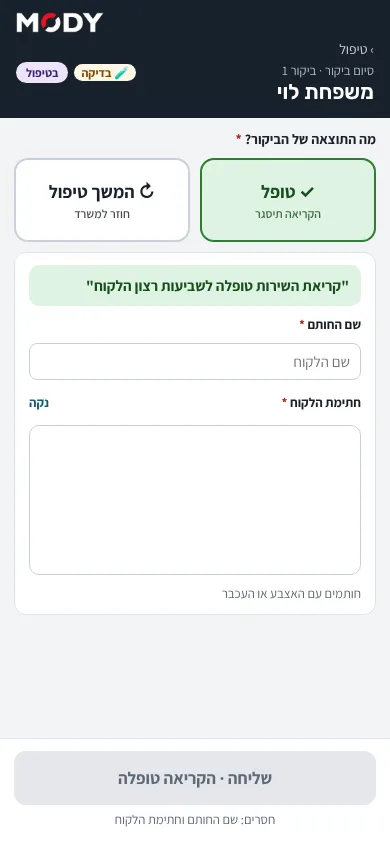 MODY
‹ טיפול
סיום ביקור · ביקור 1
משפחת לוי
🧪 בדיקה
בטיפול
מה התוצאה של הביקור? *
✓ טופל
הקריאה תיסגר
↻ המשך טיפול
חוזר למשרד
"קריאת השירות טופלה לשביעות רצון הלקוח"
שם החותם *
שם הלקוח
חתימת הלקוח *
נקה
חותמים עם האצבע או העכבר
שליחה · הקריאה טופלה
חסרים: שם החותם וחתימת הלקוח